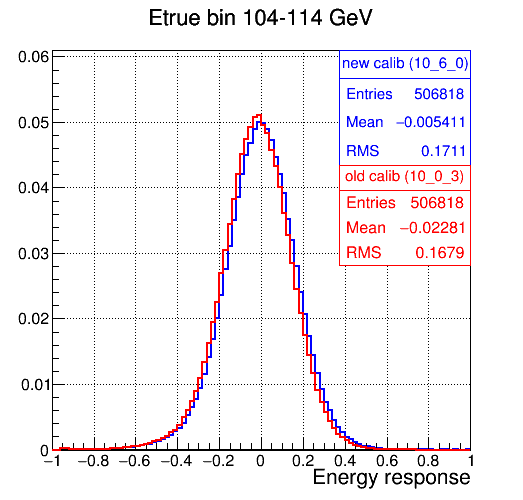 Etrue bin 104-114 GeV
0.06
0.05
0.04
0.03
0.02
0.01
0
new calib (10_6_0)
Entries 506818
Mean −0.005411
RMS 0.1711
old calib (10_0_3)
Entries 506818
Mean −0.02281
RMS 0.1679
−1 −0.8 −0.6 −0.4 −0.2 0 0.2 0.4 0.6 0.8 1
Energy response